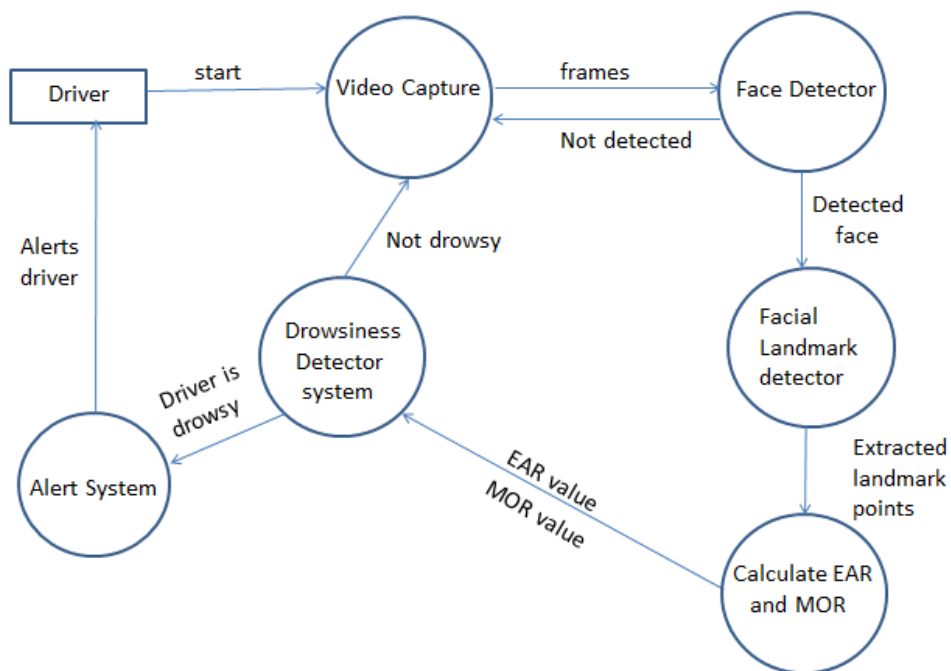 Driver
start
Video Capture
frames
Face Detector
Not detected
Detected
face
Alerts
driver
Not drowsy
Facial
Landmark
detector
Drowsiness
Detector
system
Driver is
drowsy
Alert System
EAR value
MOR value
Extracted
landmark
points
Calculate EAR
and MOR